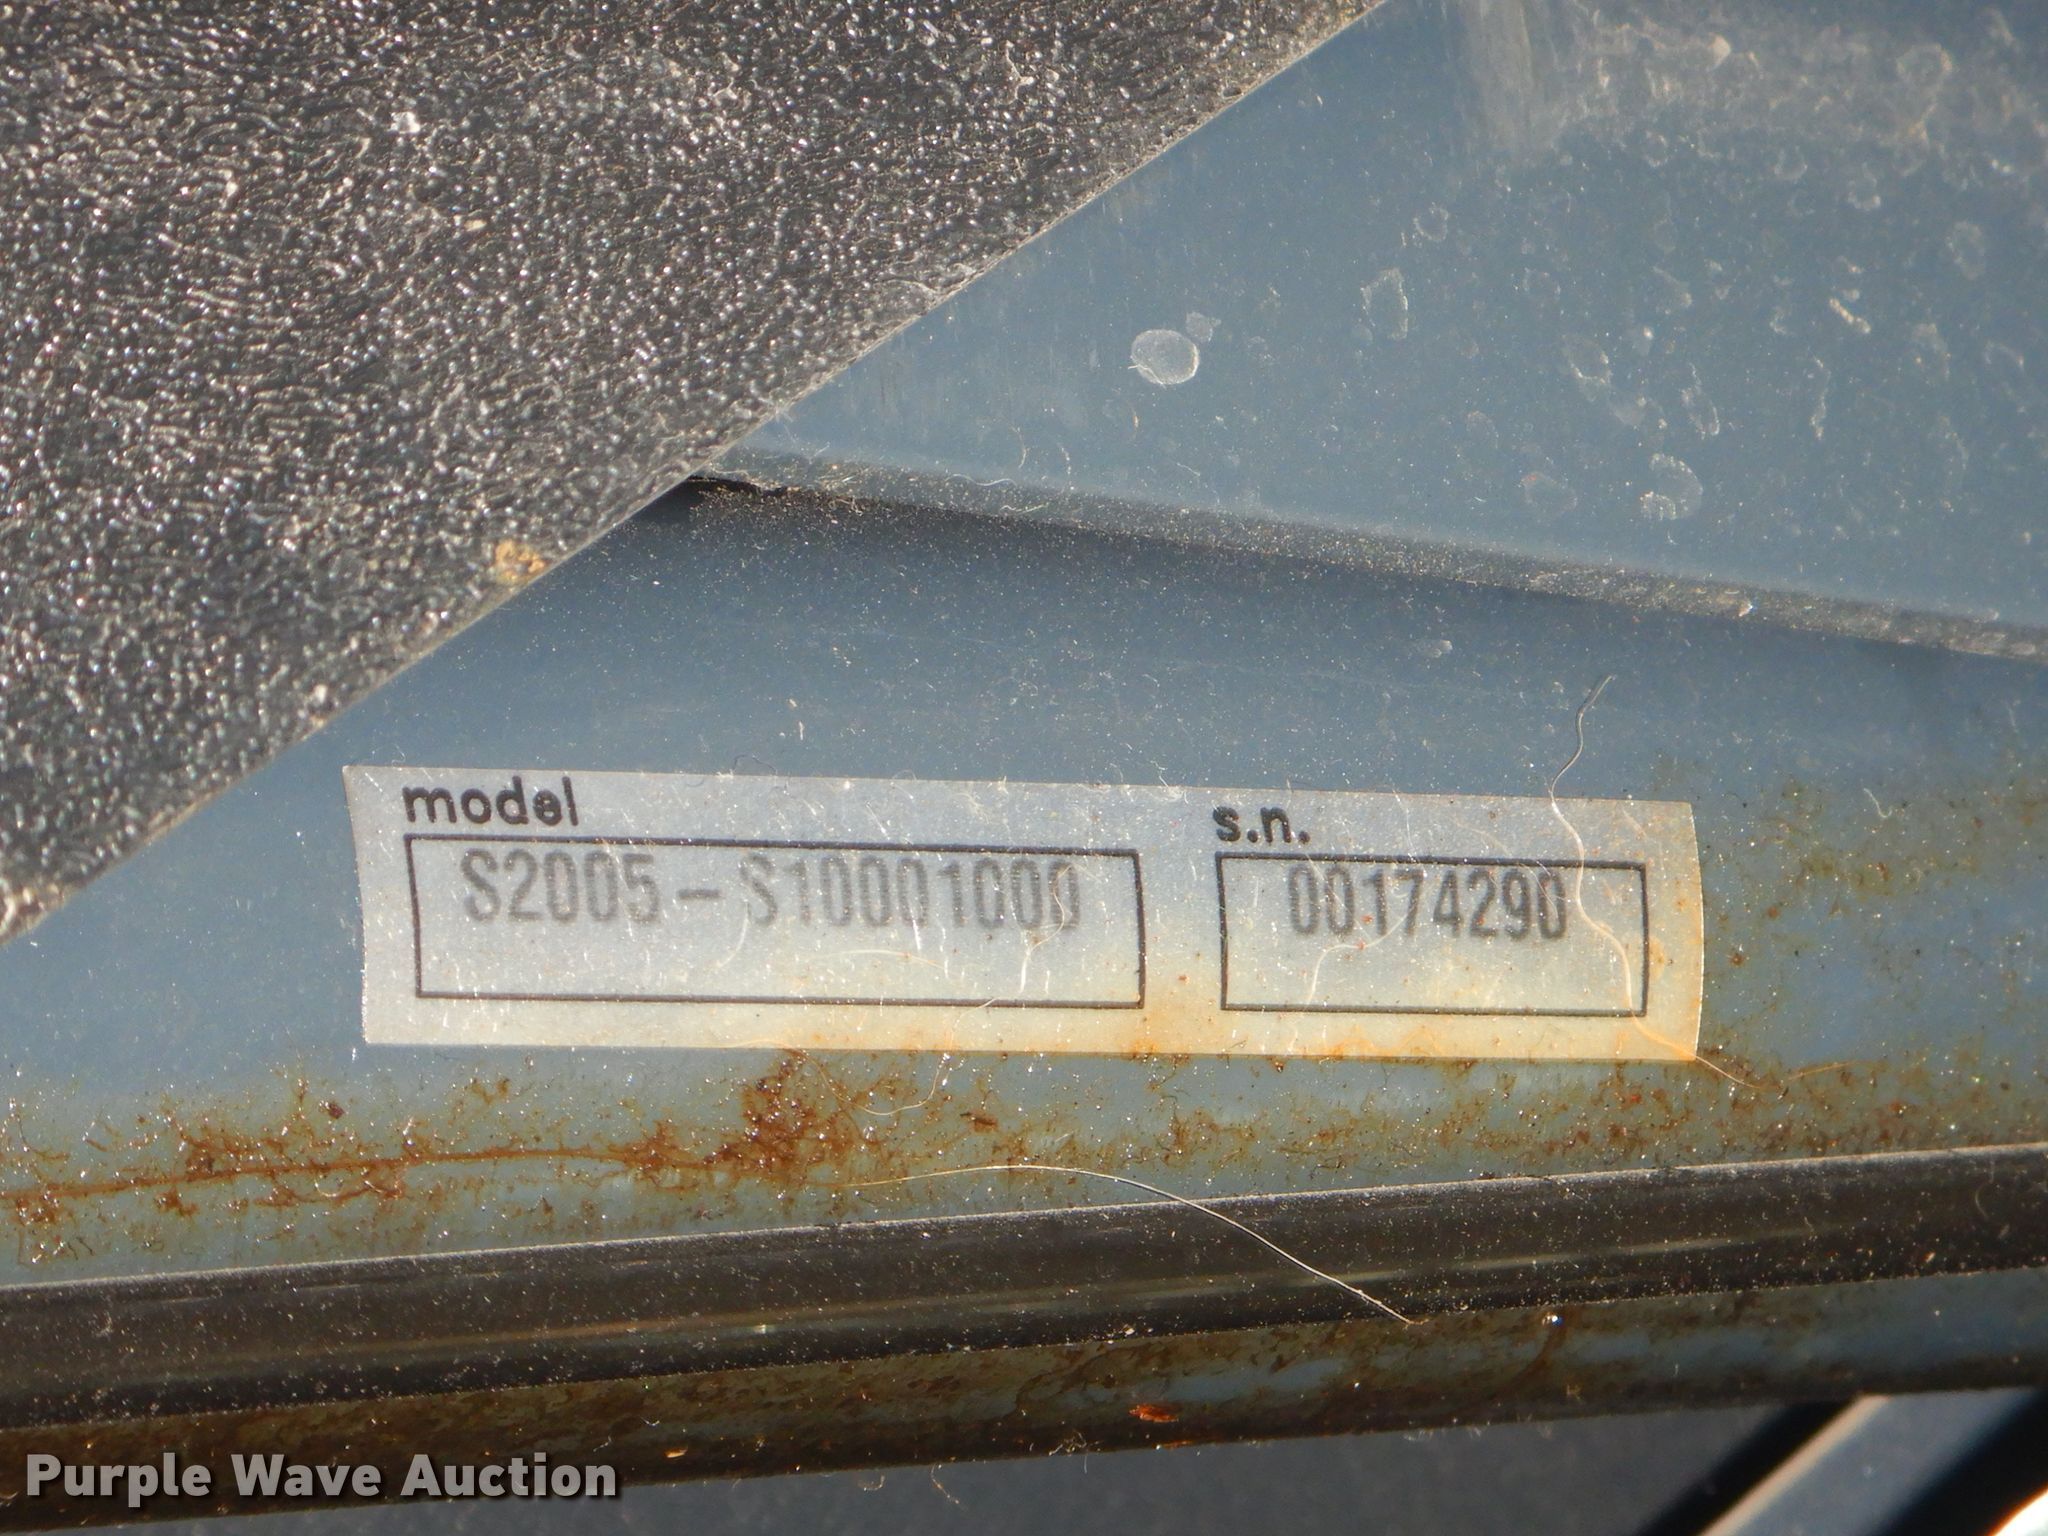 model
s.n.
S2005-S10001000
00174290
Purple Wave Auction